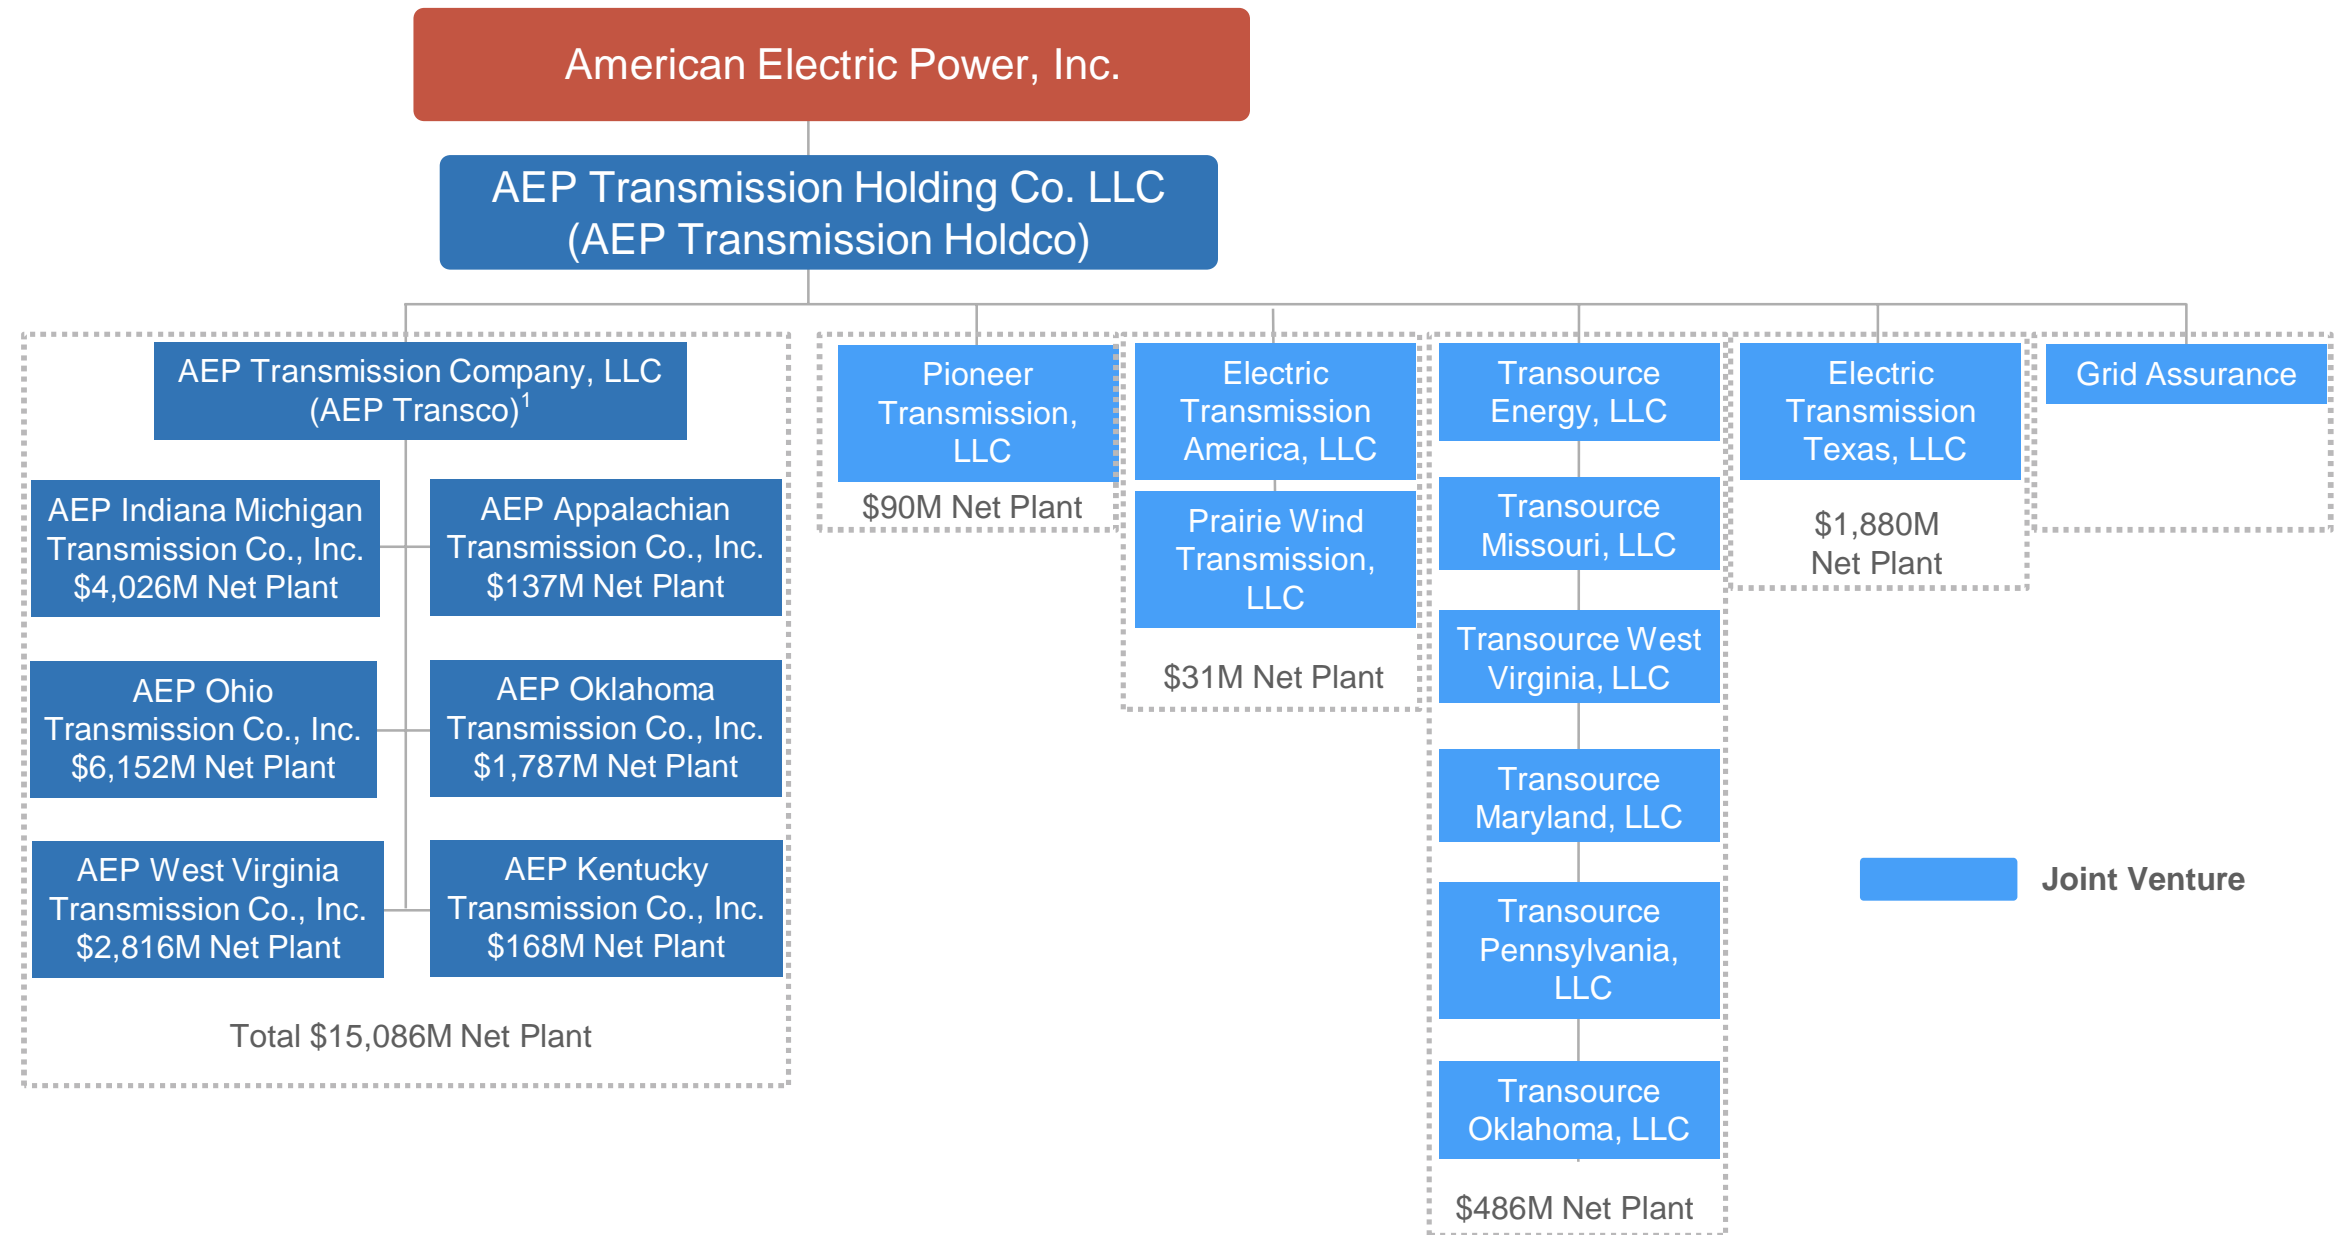 American Electric Power, Inc.
AEP Transmission Holding Co. LLC
(AEP Transmission Holdco)
AEP Transmission Company, LLC
(AEP Transco)1
AEP Indiana Michigan
Transmission Co., Inc.
$4,026M Net Plant
AEP Appalachian
Transmission Co., Inc.
$137M Net Plant
AEP Ohio
Transmission Co., Inc.
$6,152M Net Plant
AEP Oklahoma
Transmission Co., Inc.
$1,787M Net Plant
AEP West Virginia
Transmission Co., Inc.
$2,816M Net Plant
AEP Kentucky
Transmission Co., Inc.
$168M Net Plant
Total $15,086M Net Plant
Pioneer
Transmission,
LLC
$90M Net Plant
Electric
Transmission
America, LLC
Prairie Wind
Transmission,
LLC
$31M Net Plant
Transource
Energy, LLC
Transource
Missouri, LLC
Transource West
Virginia, LLC
Transource
Maryland, LLC
Transource
Pennsylvania,
LLC
Transource
Oklahoma, LLC
$486M Net Plant
Electric
Transmission
Texas, LLC
$1,880M
Net Plant
Grid Assurance
Joint Venture